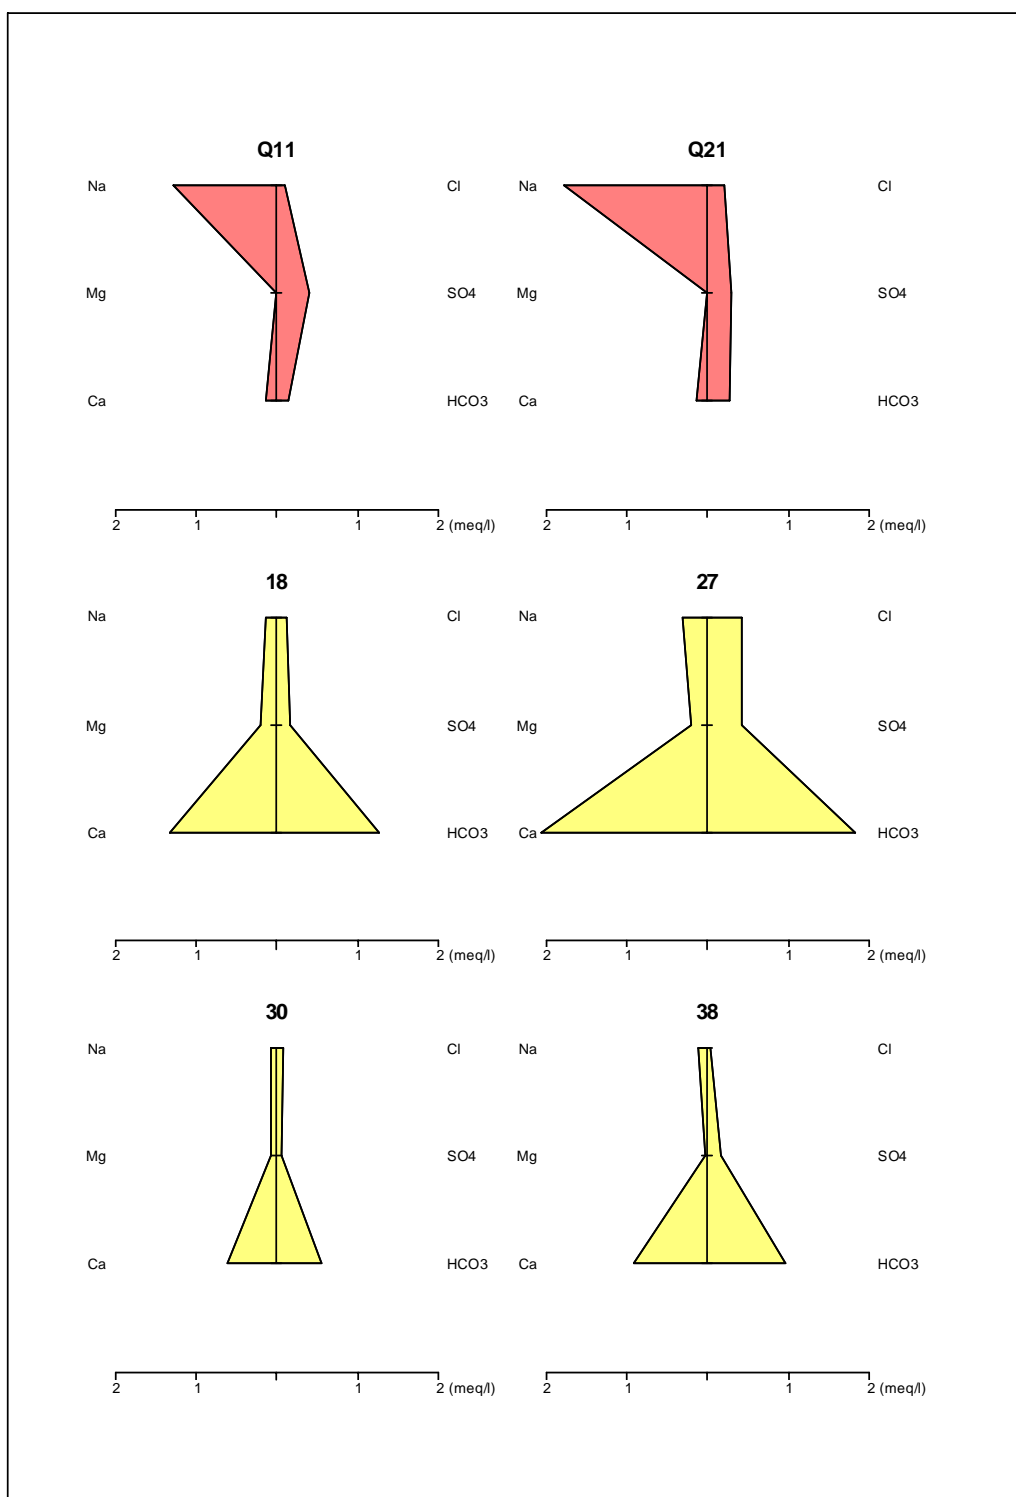 Q11 Q21
Na Cl Na Cl
Mg SO4 Mg SO4
Ca HCO3 Ca HCO3
2 1 1 2 (meq/l) 2 1 1 2 (meq/l)
18 27
Na Cl Na Cl
Mg SO4 Mg SO4
Ca HCO3 Ca HCO3
2 1 1 2 (meq/l) 2 1 1 2 (meq/l)
30 38
Na Cl Na Cl
Mg SO4 Mg SO4
Ca HCO3 Ca HCO3
2 1 1 2 (meq/l) 2 1 1 2 (meq/l)